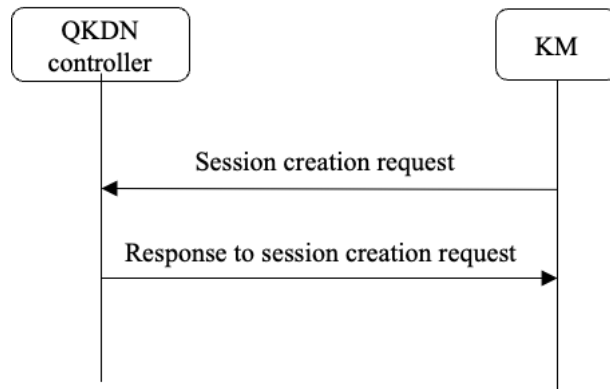 QKDN
controller
KM
Session creation request
Response to session creation request